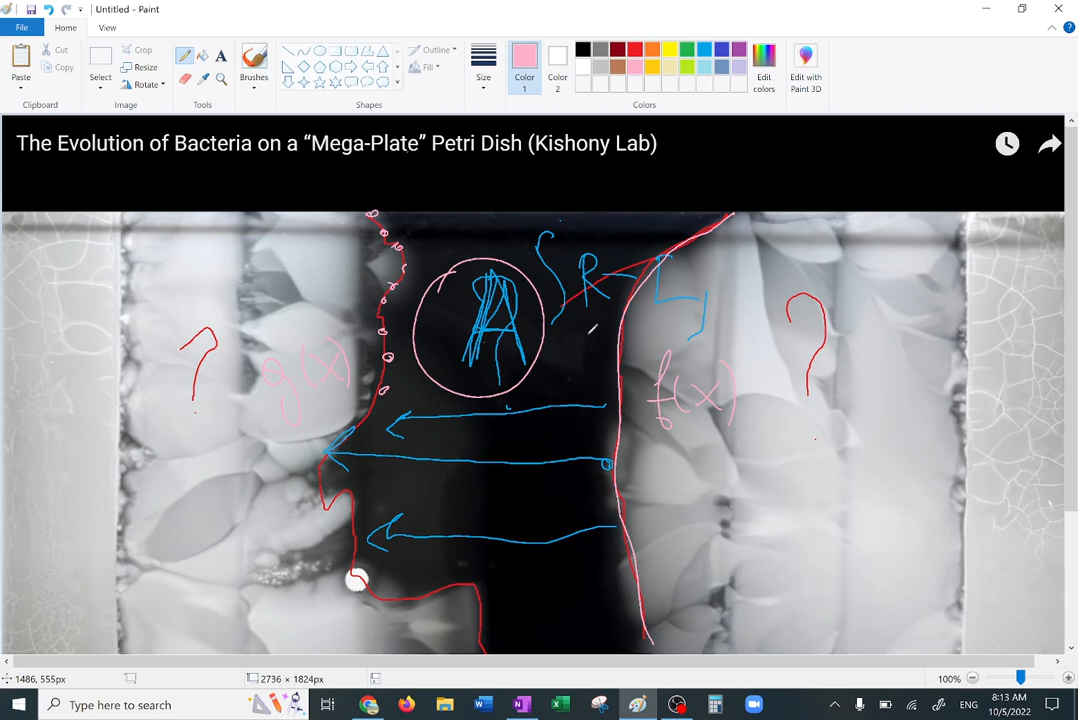 Untitled - Paint
File
Home
View
Paste
Cut
Copy
Clipboard
Select
Crop
Resize
Rotate
Image
Tools
Brushes
Shapes
Outline
Fill
Size
Color
1
Color
2
Edit
colors
Colors
Edit with
Paint 3D
The Evolution of Bacteria on a “Mega-Plate” Petri Dish (Kishony Lab)
? g(x) A ∫ R - L f(x) ?
1486, 555px
2736 × 1824px
100%
Type here to search
ENG
8:13 AM
10/5/2022